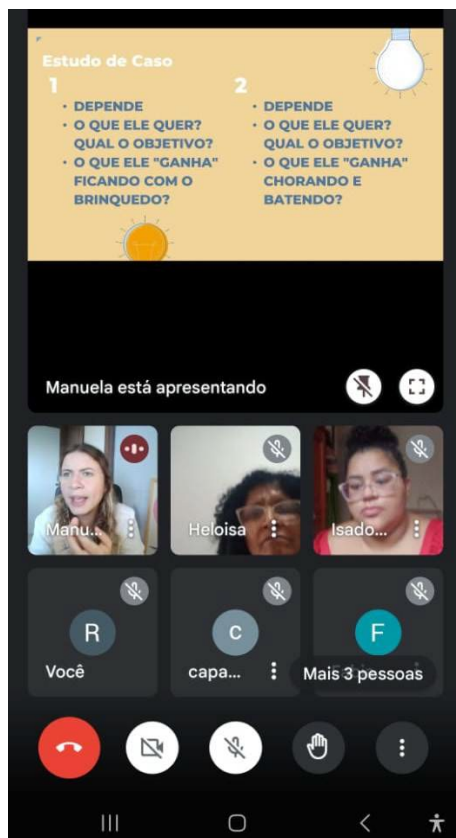 Estudo de Caso
1
• DEPENDE
• O QUE ELE QUER?
QUAL O OBJETIVO?
• O QUE ELE "GANHA"
FICANDO COM O
BRINQUEDO?
2
• DEPENDE
• O QUE ELE QUER?
QUAL O OBJETIVO?
• O QUE ELE "GANHA"
CHORANDO E
BATENDO?
Manuela está apresentando
Manu...
Heloisa
Isado...
R
Você
C
capa...
F
Mais 3 pessoas